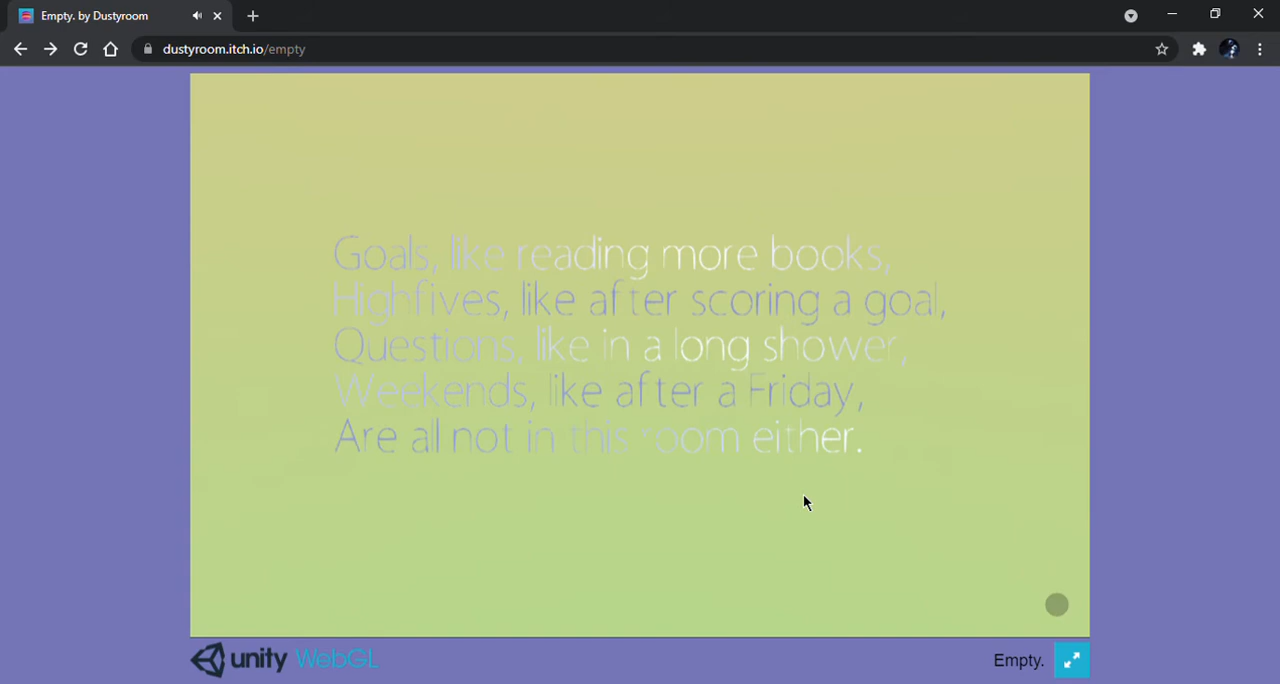 Empty. by Dustyroom
dustyroom.itch.io/empty
Goals, like reading more books,
Highfives, like after scoring a goal,
Questions, like in a long shower,
Weekends, like after a Friday,
Are all not in this room either.
unity WebGL
Empty.